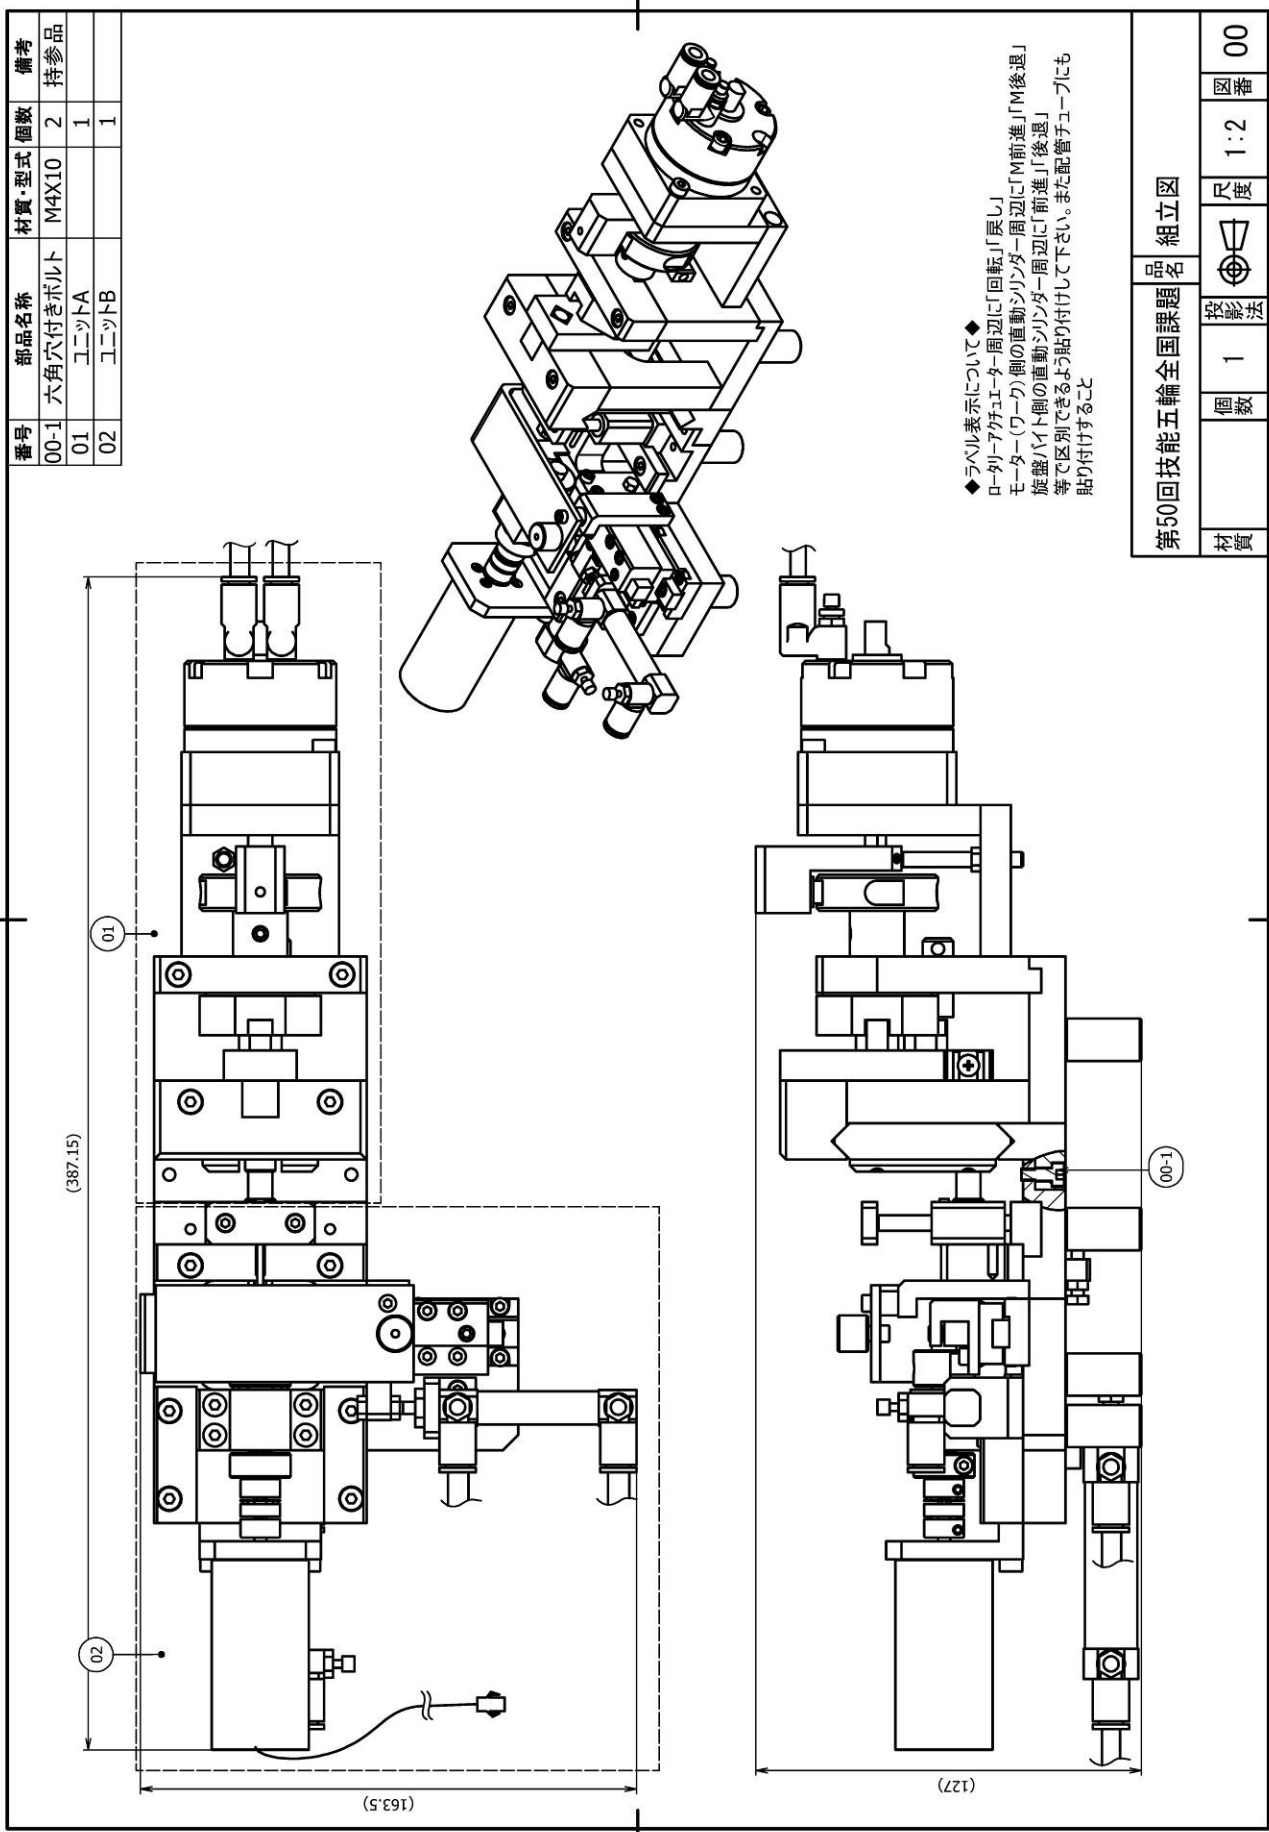 番号 部品名称 材質・型式 個数 備考
00-1 六角穴付きボルト M4X10 2 持参品
01 ユニットA 1
02 ユニットB 1
(387.15)
01
02
(163.5)
(127)
00-1
◆ラベル表示について◆
ロータリーアクチュエーター周辺に「回転」「戻し」
モーター(ワーク)側の直動シリンダー周辺に「M前進」「M後退」
旋盤バイト側の直動シリンダー周辺に「前進」「後退」
等で区別できるよう貼り付けして下さい。また配管チューブにも
貼り付けすること
第50回技能五輪全国課題 品名 組立図
材質 個数 1 投影法 尺度 1:2 図番 00